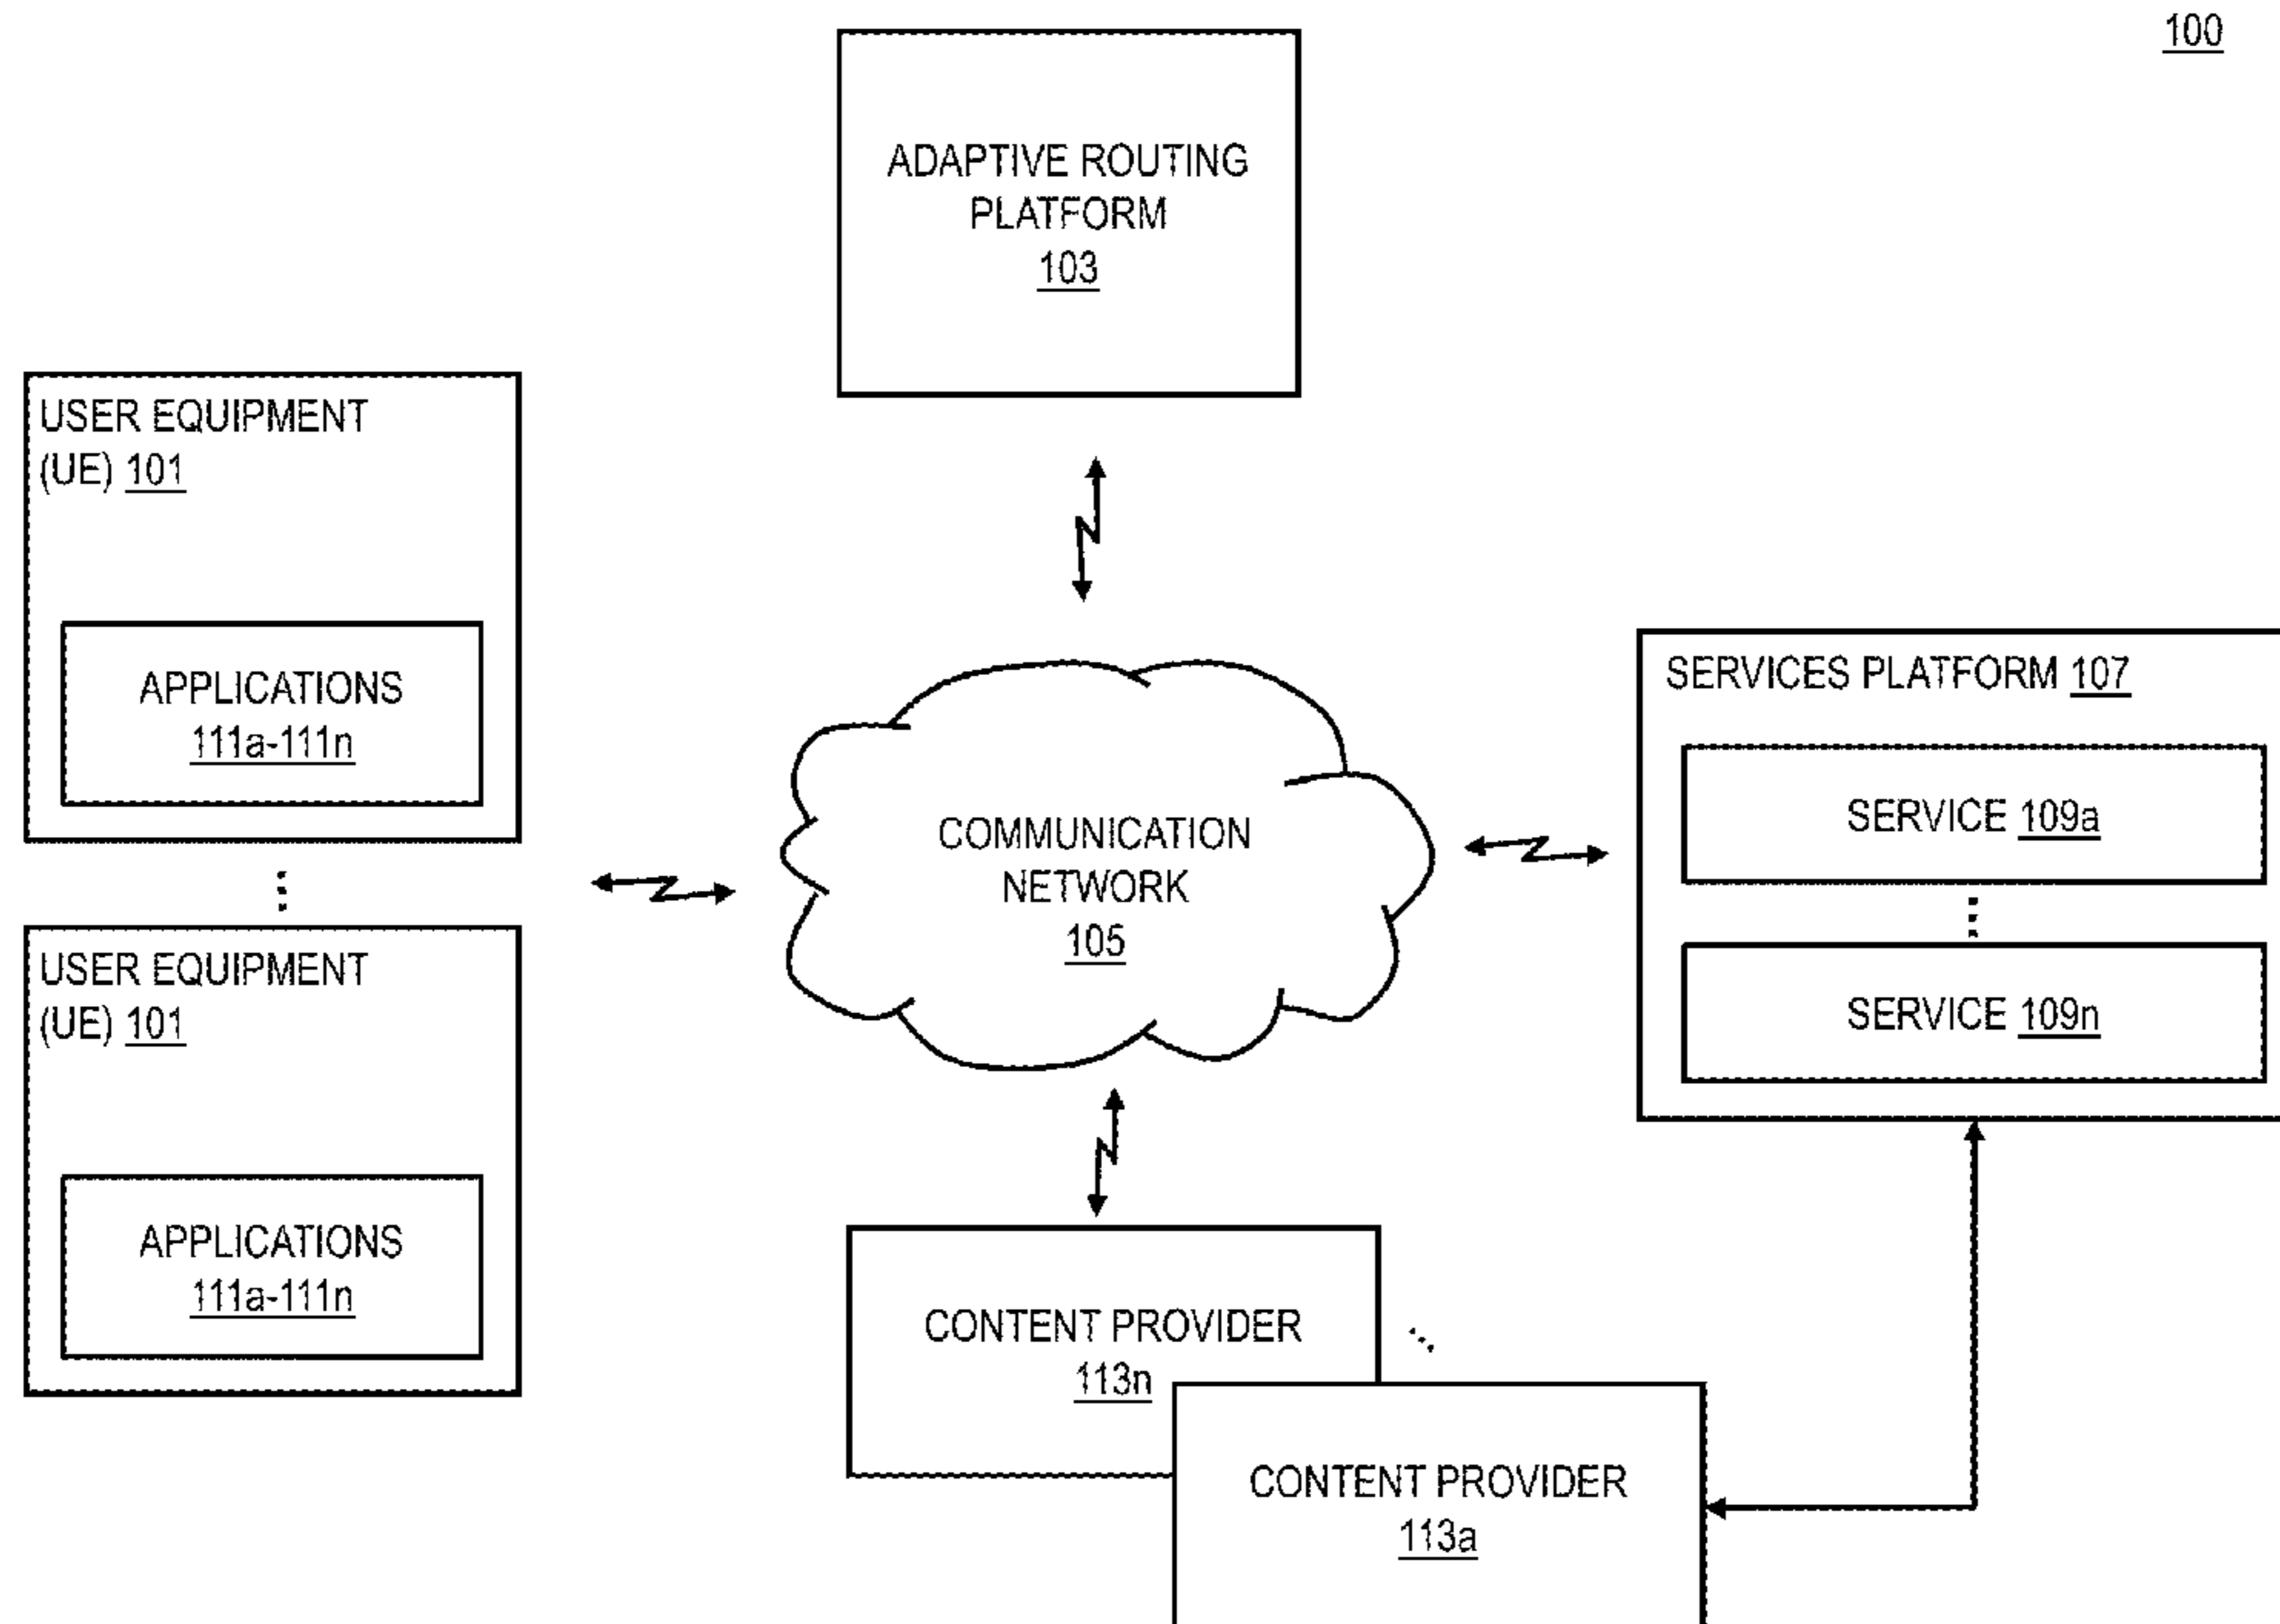 100
ADAPTIVE ROUTING
PLATFORM
103
USER EQUIPMENT
(UE) 101
APPLICATIONS
111a-111n
USER EQUIPMENT
(UE) 101
APPLICATIONS
111a-111n
COMMUNICATION
NETWORK
105
SERVICES PLATFORM 107
SERVICE 109a
SERVICE 109n
CONTENT PROVIDER
113n
CONTENT PROVIDER
113a